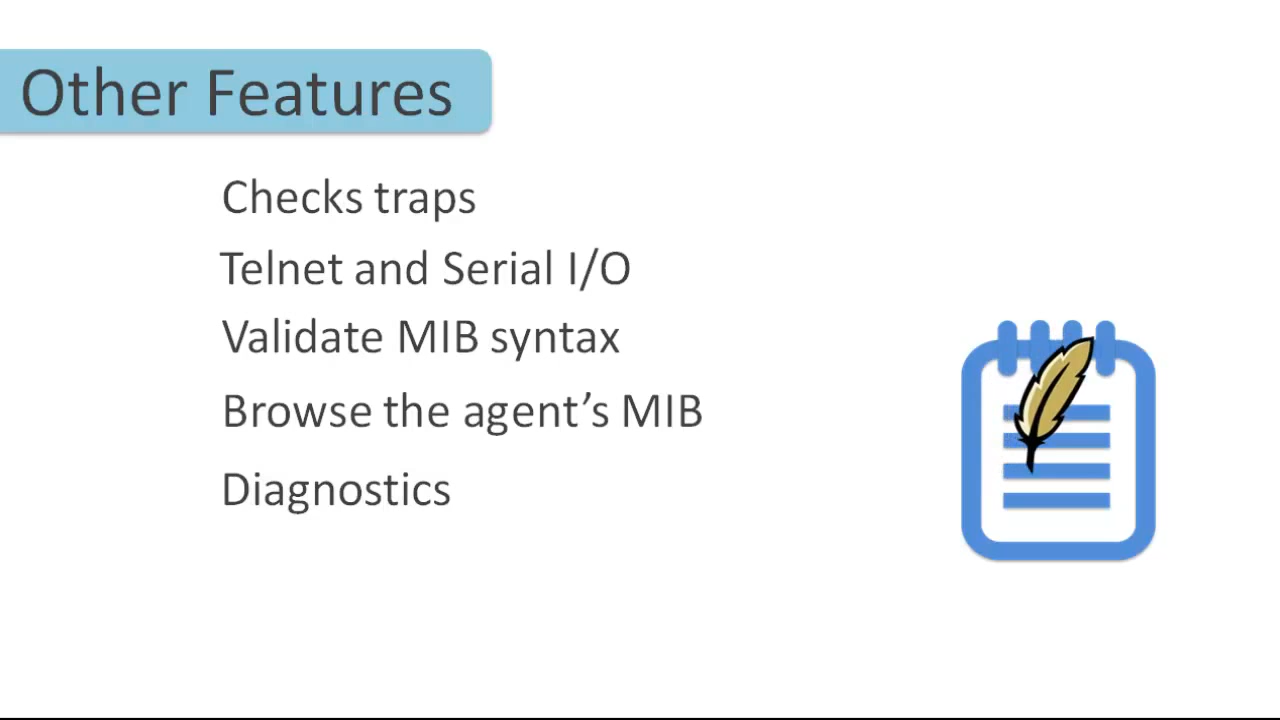 Other Features
Checks traps
Telnet and Serial I/O
Validate MIB syntax
Browse the agent’s MIB
Diagnostics